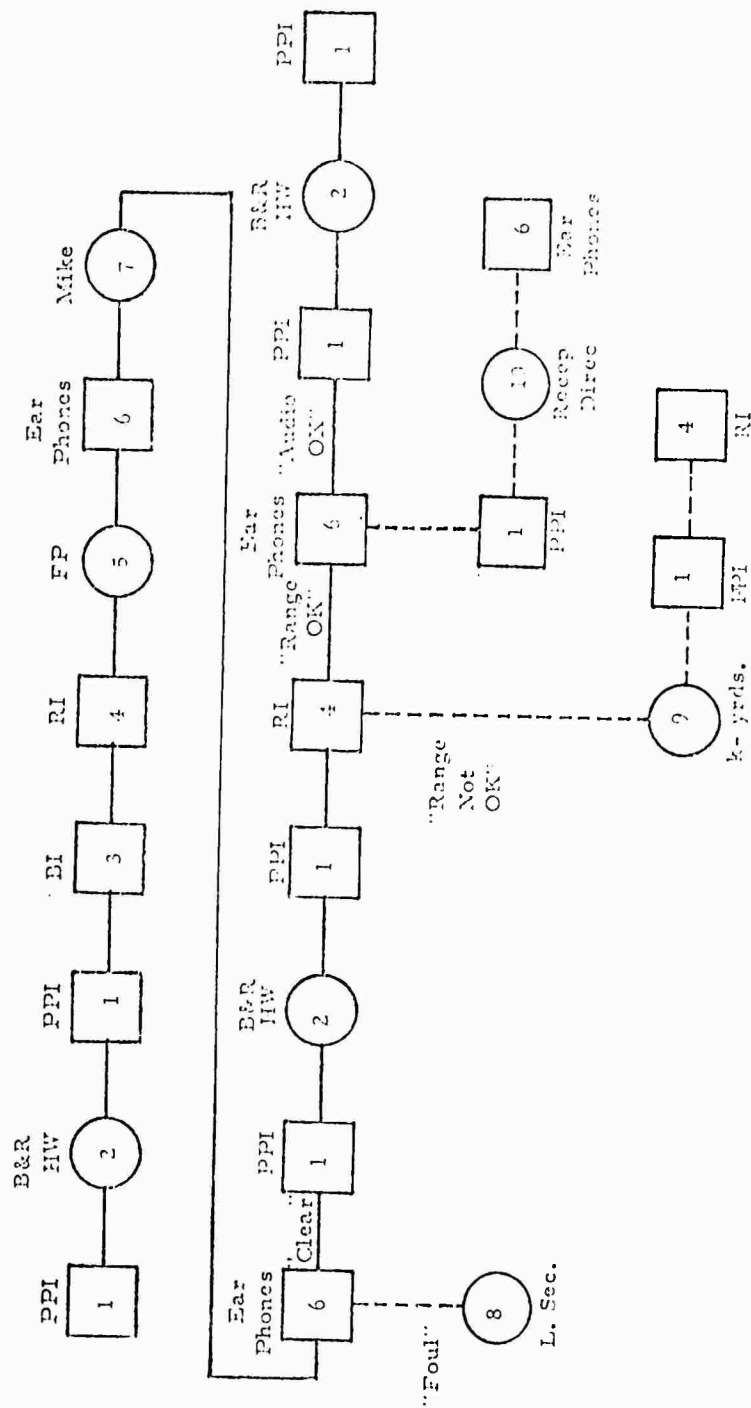 PPI
1
B&R
HW
2
PPI
1
BI
3
RI
4
FP
5
Ear
Phones
6
Mike
7
Ear
Phones
6
"Clear"
PPI
1
B&R
HW
2
PPI
1
RI
4
"Range
OK"
Ear
Phones
6
"Audio
OK"
PPI
1
B&R
HW
2
PPI
1
"Foul"
8
L. Sec.
"Range
Not
OK"
9
k- yrds.
1
PPI
4
RI
1
PPI
10
Recep
Direc
6
Ear
Phones